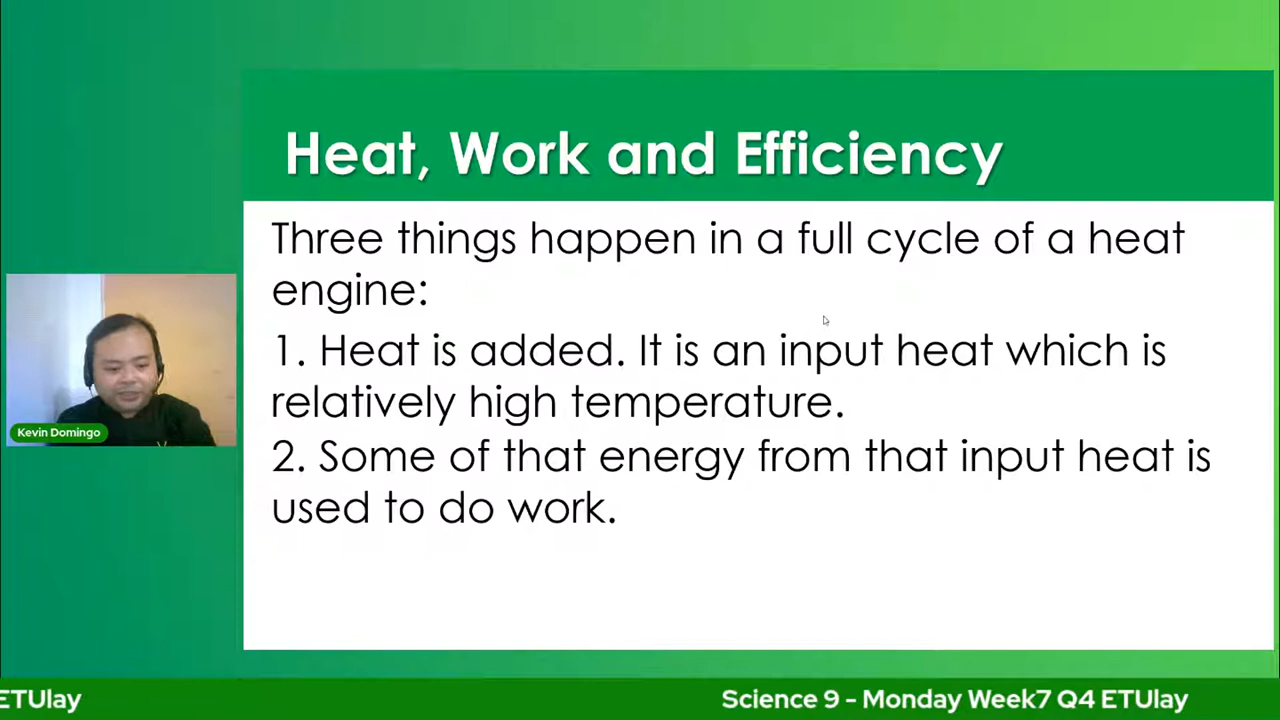 Heat, Work and Efficiency
Three things happen in a full cycle of a heat
engine:
1. Heat is added. It is an input heat which is
relatively high temperature.
2. Some of that energy from that input heat is
used to do work.
Kevin Domingo
ETUlay
Science 9 - Monday Week7 Q4 ETUlay